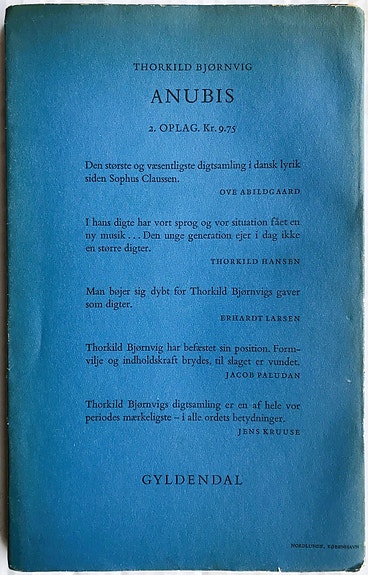 THORKILD BJØRNVIG
ANUBIS
2. OPLAG. Kr. 9.75
Den største og væsentligste digtsamling i dansk lyrik
siden Sophus Claussen.
OVE ABILDGAARD
I hans digte har vort sprog og vor situation fået en
ny musik ... Den unge generation ejer i dag ikke
en større digter.
THORKILD HANSEN
Man bøjer sig dybt for Thorkild Bjørnvigs gaver
som digter.
ERHARDT LARSEN
Thorkild Bjørnvig har befæstet sin position. Form-
vilje og indholdskraft brydes, til slaget er vundet.
JACOB PALUDAN
Thorkild Bjørnvigs digtsamling er en af hele vor
periodes mærkeligste – i alle ordets betydninger.
JENS KRUUSE
GYLDENDAL
NORDLUNDE, KØBENHAVN